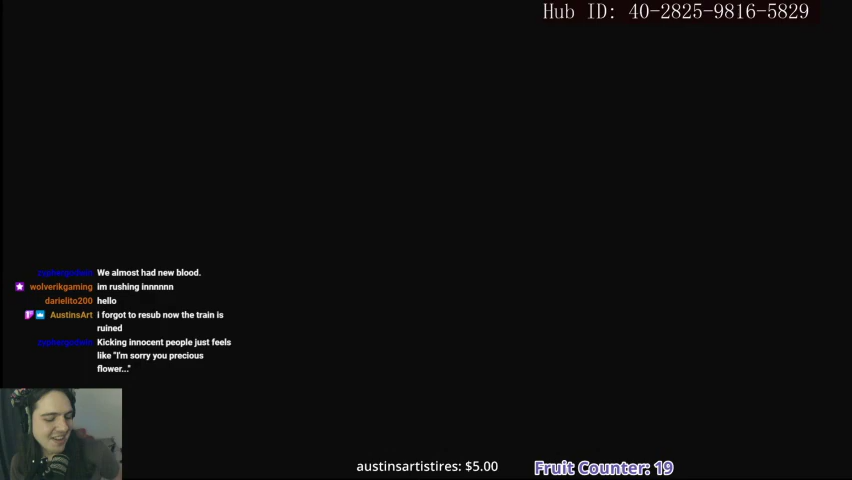 Hub ID: 40-2825-9816-5829
We almost had new blood.
wolverikgaming im rushing innnnnn
darielito200 hello
AustinsArt i forgot to resub now the train is
ruined
Kicking innocent people just feels
like "I'm sorry you precious
flower..."
austinsartistires: $5.00
Fruit Counter: 19